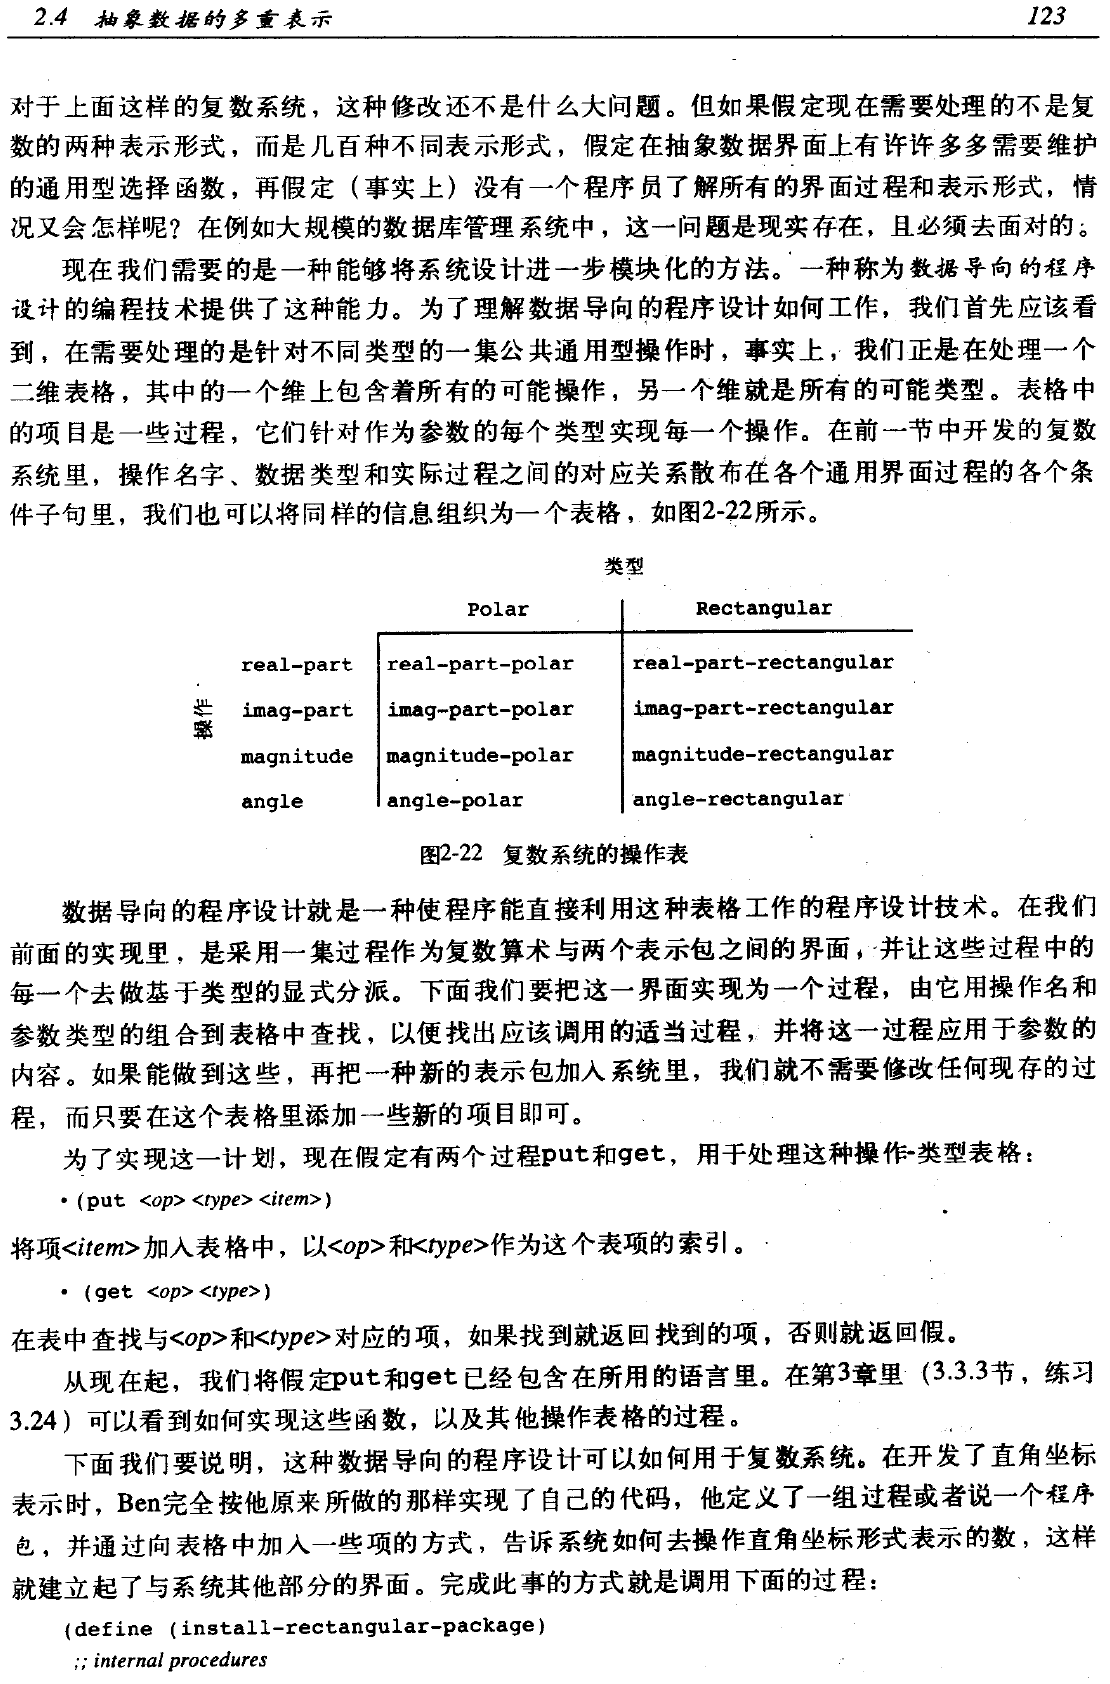 2.4 抽象数据的多重表示 123
对于上面这样的复数系统，这种修改还不是什么大问题。但如果假定现在需要处理的不是复
数的两种表示形式，而是几百种不同表示形式，假定在抽象数据界面上有许许多多需要维护
的通用型选择函数，再假定（事实上）没有一个程序员了解所有的界面过程和表示形式，情
况又会怎样呢？在例如大规模的数据库管理系统中，这一问题是现实存在，且必须去面对的。
现在我们需要的是一种能够将系统设计进一步模块化的方法。一种称为数据导向的程序
设计的编程技术提供了这种能力。为了理解数据导向的程序设计如何工作，我们首先应该看
到，在需要处理的是针对不同类型的一集公共通用型操作时，事实上，我们正是在处理一个
二维表格，其中的一个维上包含着所有的可能操作，另一个维就是所有的可能类型。表格中
的项目是一些过程，它们针对作为参数的每个类型实现每一个操作。在前一节中开发的复数
系统里，操作名字、数据类型和实际过程之间的对应关系散布在各个通用界面过程的各个条
件子句里，我们也可以将同样的信息组织为一个表格，如图2-22所示。
类型
Polar Rectangular
操作
real-part real-part-polar real-part-rectangular
imag-part imag-part-polar imag-part-rectangular
magnitude magnitude-polar magnitude-rectangular
angle angle-polar angle-rectangular
图2-22 复数系统的操作表
数据导向的程序设计就是一种使程序能直接利用这种表格工作的程序设计技术。在我们
前面的实现里，是采用一集过程作为复数算术与两个表示包之间的界面，并让这些过程中的
每一个去做基于类型的显式分派。下面我们要把这一界面实现为一个过程，由它用操作名和
参数类型的组合到表格中查找，以便找出应该调用的适当过程，并将这一过程应用于参数的
内容。如果能做到这些，再把一种新的表示包加入系统里，我们就不需要修改任何现存的过
程，而只要在这个表格里添加一些新的项目即可。
为了实现这一计划，现在假定有两个过程put和get，用于处理这种操作-类型表格：
• (put <op> <type> <item>)
将项<item>加入表格中，以<op>和<type>作为这个表项的索引。
• (get <op> <type>)
在表中查找与<op>和<type>对应的项，如果找到就返回找到的项，否则就返回假。
从现在起，我们将假定put和get已经包含在所用的语言里。在第3章里（3.3.3节，练习
3.24）可以看到如何实现这些函数，以及其他操作表格的过程。
下面我们要说明，这种数据导向的程序设计可以如何用于复数系统。在开发了直角坐标
表示时，Ben完全按他原来所做的那样实现了自己的代码，他定义了一组过程或者说一个程序
包，并通过向表格中加入一些项的方式，告诉系统如何去操作直角坐标形式表示的数，这样
就建立起了与系统其他部分的界面。完成此事的方式就是调用下面的过程：
(define (install-rectangular-package)
;; internal procedures